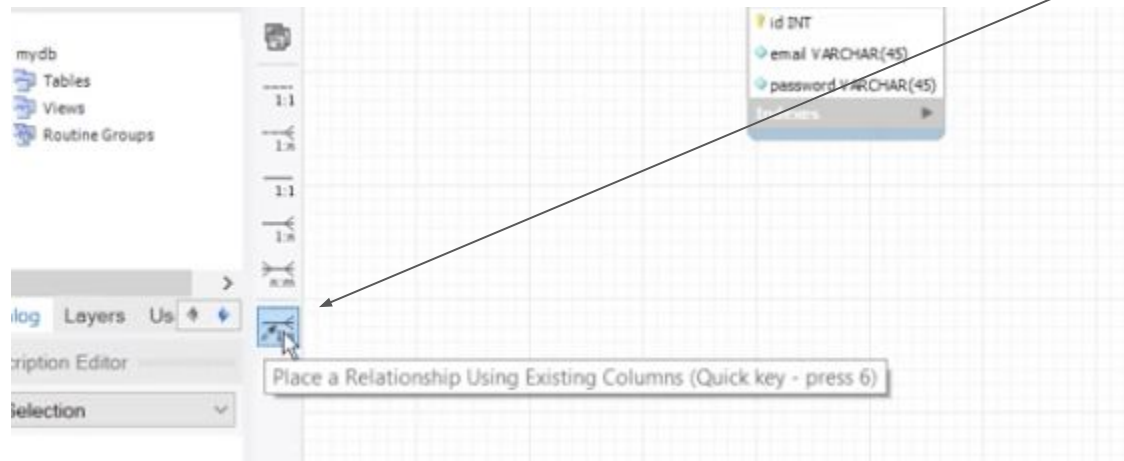 mydb
Tables
Views
Routine Groups
1:1
1:n
1:1
1:n
n:m
id INT
email VARCHAR(45)
password VARCHAR(45)
Indexes
log Layers Us
ription Editor
Selection
Place a Relationship Using Existing Columns (Quick key - press 6)